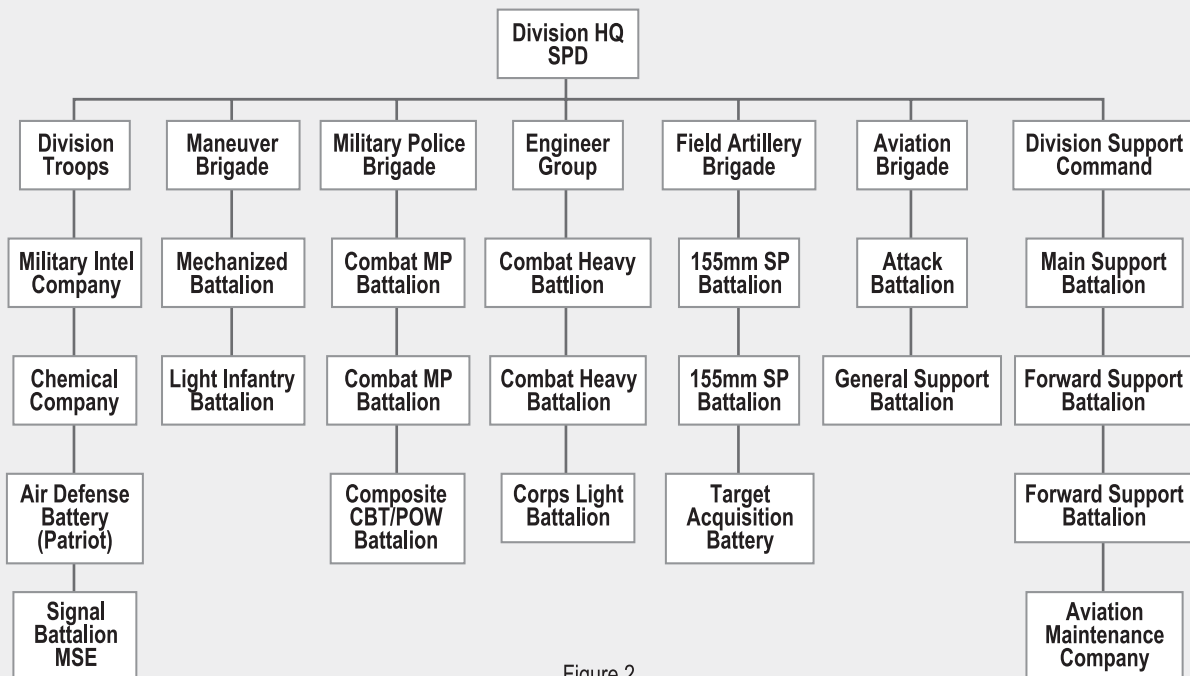 Division HQ
SPD
Division
Troops
Maneuver
Brigade
Military Police
Brigade
Engineer
Group
Field Artillery
Brigade
Aviation
Brigade
Division Support
Command
Military Intel
Company
Mechanized
Battalion
Combat MP
Battalion
Combat Heavy
Battlion
155mm SP
Battalion
Attack
Battalion
Main Support
Battalion
Chemical
Company
Light Infantry
Battalion
Combat MP
Battalion
Combat Heavy
Battalion
155mm SP
Battalion
General Support
Battalion
Forward Support
Battalion
Air Defense
Battery
(Patriot)
Composite
CBT/POW
Battalion
Corps Light
Battalion
Target
Acquisition
Battery
Forward Support
Battalion
Signal
Battalion
MSE
Aviation
Maintenance
Company
Figure 2